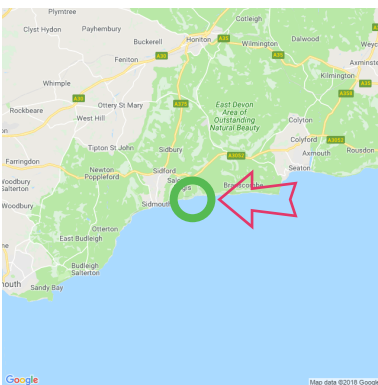 Plymtree
Cotleigh
Clyst Hydon
Payhembury
Buckerell
Honiton
A35
Wilmington
Dalwood
A35
Feniton
A30
Kilmington
Whimple
A30
A358
Rockbeare
Ottery St Mary
A375
East Devon
Area of
Outstanding
Natural Beauty
West Hill
Colyton
Tipton St John
Sidbury
Colyford
A3052
A3052
Axmouth
Rousdon
Farringdon
Newton
Poppleford
Sidford
Seaton
Woodbury
Salterton
Branscombe
Woodbury
Sidmouth
Otterton
East Budleigh
Budleigh
Salterton
Sandy Bay
Google
Map data ©2018 Google